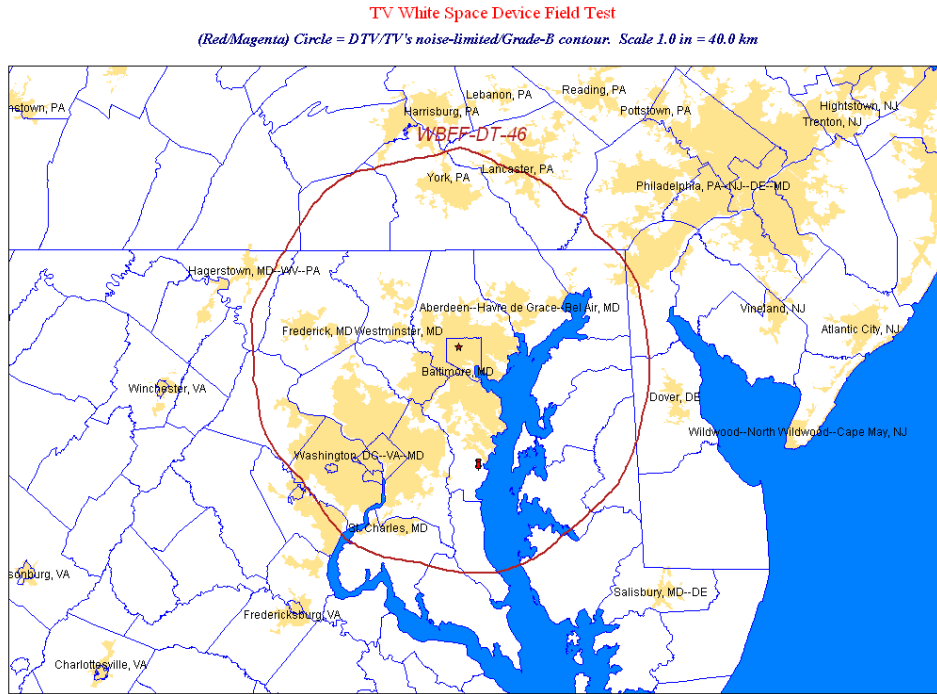 TV White Space Device Field Test
(Red/Magenta) Circle = DTV/TV's noise-limited/Grade-B contour. Scale 1.0 in = 40.0 km
nstown, PA
Lebanon, PA
Reading, PA
Harrisburg, PA
Pottstown, PA
Hightstown, NJ
Trenton, NJ
WBFF-DT-46
York, PA
Lancaster, PA
Philadelphia, PA--NJ--DE--MD
Hagerstown, MD--WV--PA
Aberdeen--Havre de Grace--Bel Air, MD
Vineland, NJ
Frederick, MD
Westminster, MD
Atlantic City, NJ
Baltimore, MD
Winchester, VA
Dover, DE
Wildwood--North Wildwood--Cape May, NJ
Washington, DC--VA--MD
St. Charles, MD
sonburg, VA
Salisbury, MD--DE
Fredericksburg, VA
Charlottesville, VA